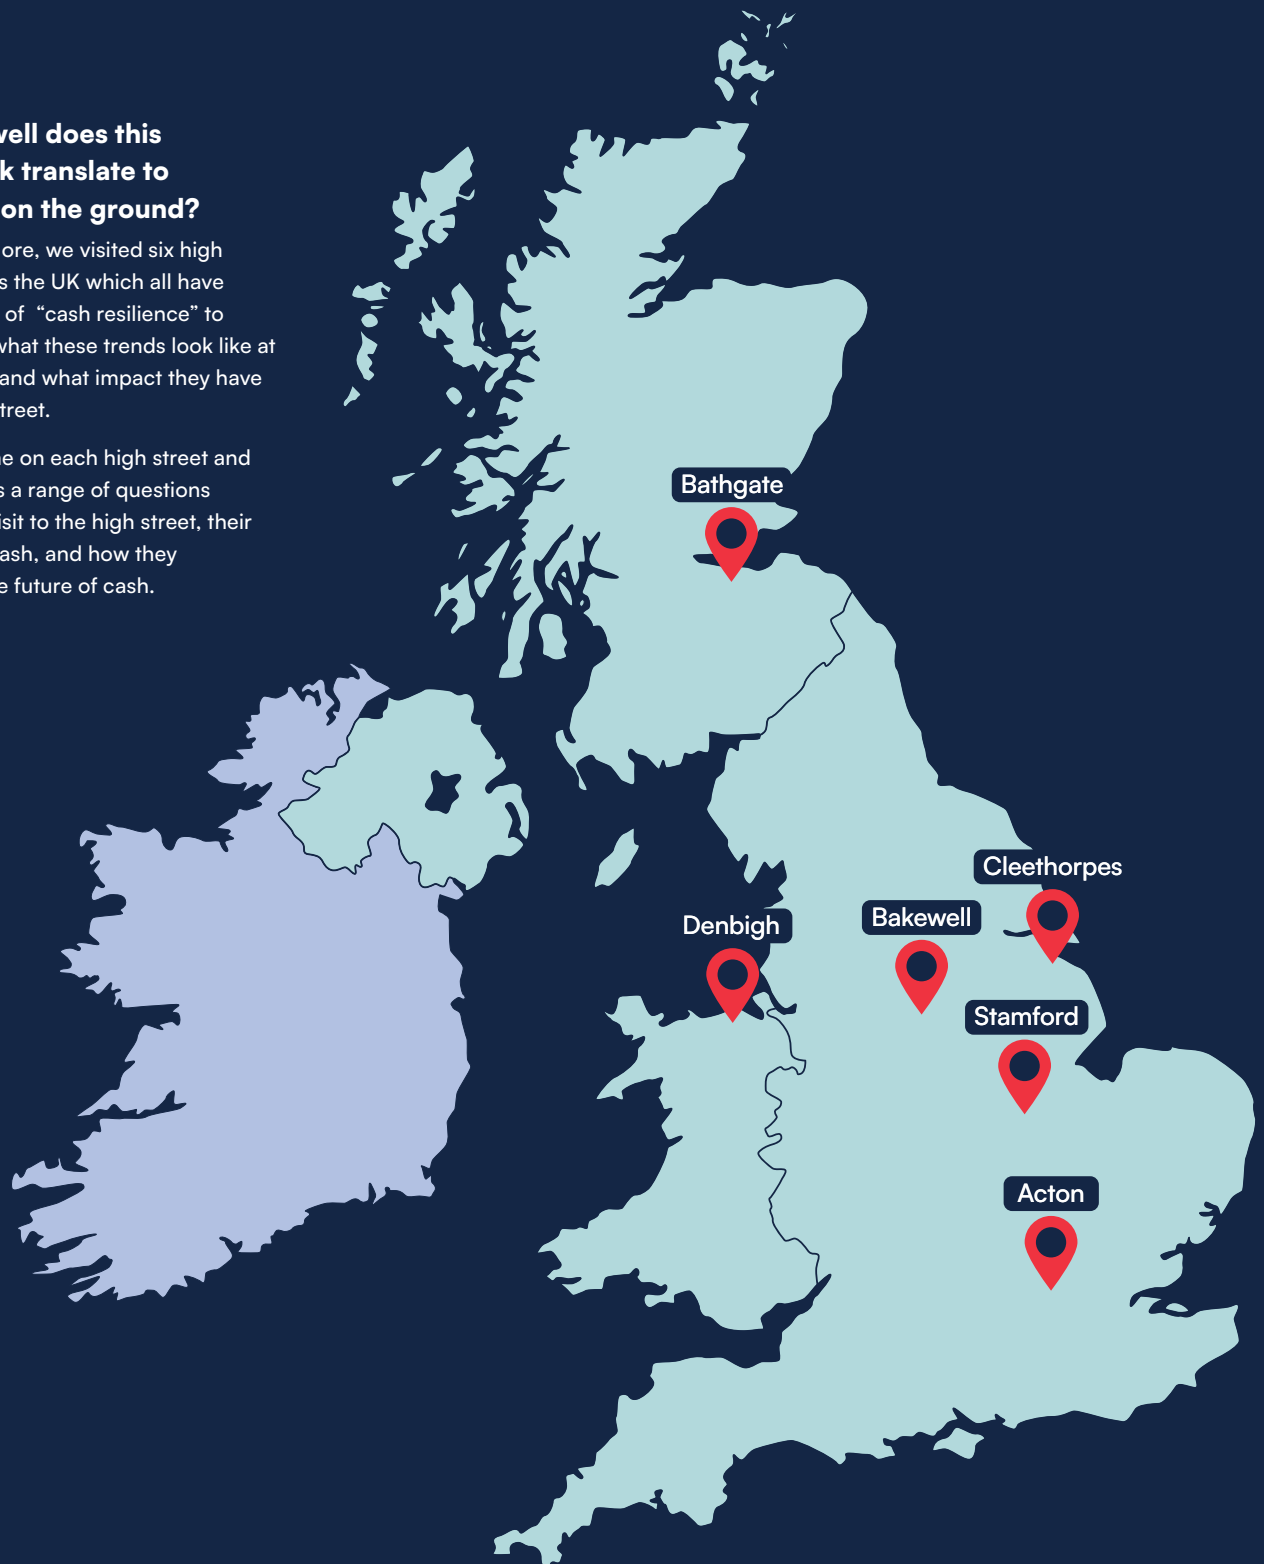 well does this
k translate to
on the ground?
ore, we visited six high
s the UK which all have
of “cash resilience” to
what these trends look like at
and what impact they have
treet.
ne on each high street and
s a range of questions
isit to the high street, their
ash, and how they
e future of cash.
Bathgate
Cleethorpes
Bakewell
Denbigh
Stamford
Acton